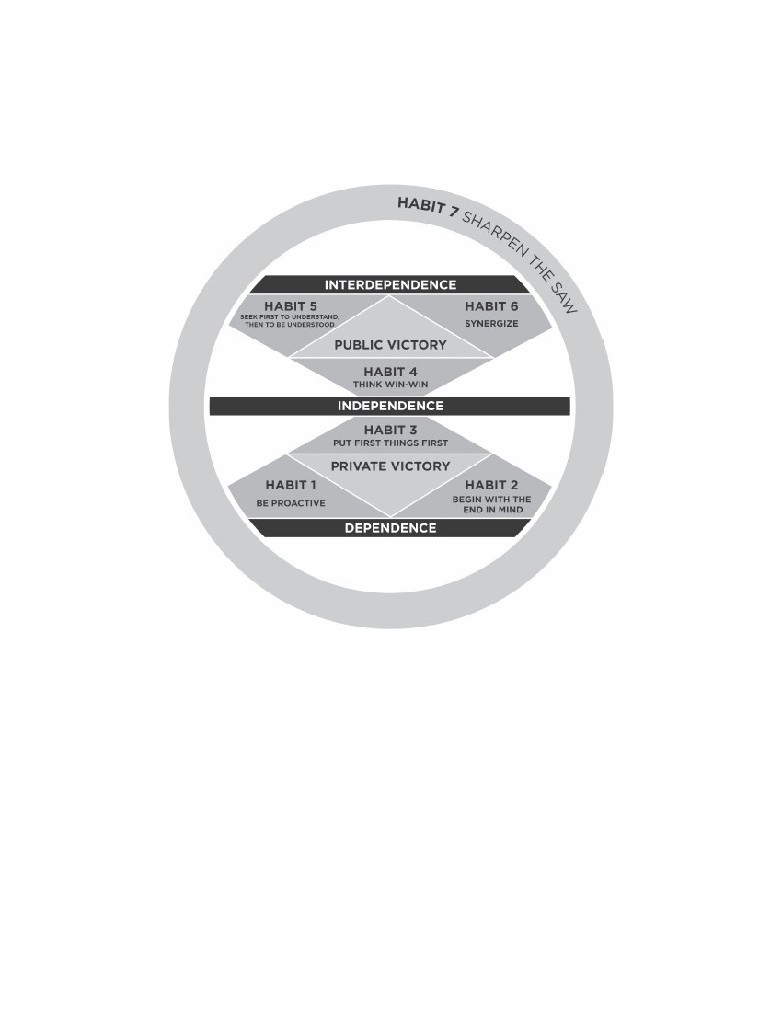 HABIT 7 SHARPEN THE SAW
INTERDEPENDENCE
HABIT 5
SEEK FIRST TO UNDERSTAND,
THEN TO BE UNDERSTOOD.
HABIT 6
SYNERGIZE
PUBLIC VICTORY
HABIT 4
THINK WIN-WIN
INDEPENDENCE
HABIT 3
PUT FIRST THINGS FIRST
PRIVATE VICTORY
HABIT 1
BE PROACTIVE
HABIT 2
BEGIN WITH THE
END IN MIND
DEPENDENCE